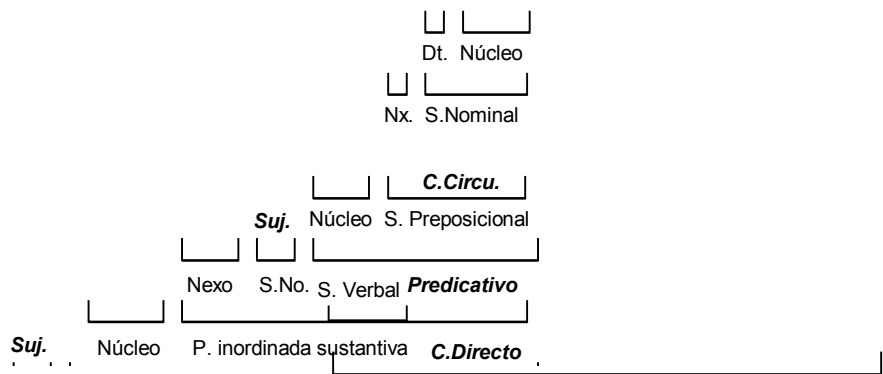 Dt. Núcleo
Nx. S.Nominal
C.Circu.
Suj. Núcleo S. Preposicional
Nexo S.No. S. Verbal Predicativo
Suj. Núcleo P. inordinada sustantiva C.Directo